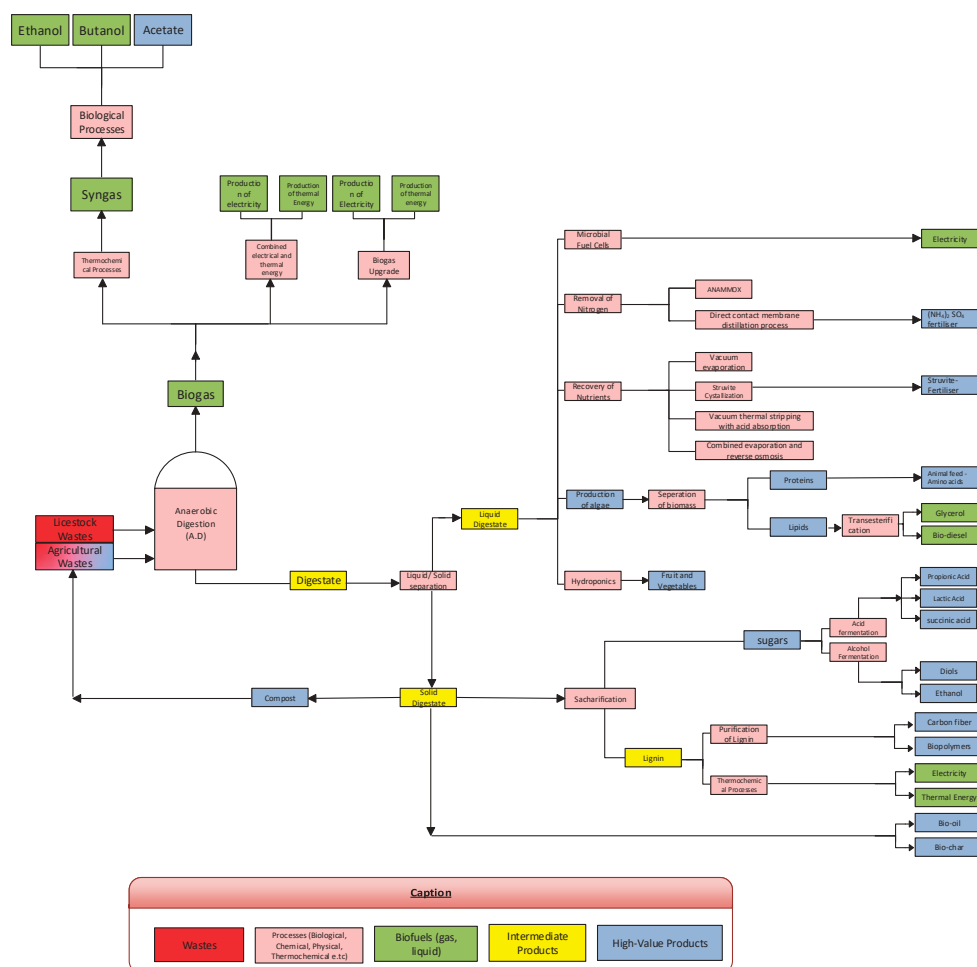 Ethanol
Butanol
Acetate
Biological
Processes
Syngas
Thermochemi
cal Processes
Productio
n of
electricity
Production
of thermal
Energy
Productio
n of
Electricity
Production
of thermal
energy
Combined
electrical and
thermal
energy
Biogas
Upgrade
Biogas
Anaerobic
Digestion
(A.D)
Licestock
Wastes
Agricultural
Wastes
Digestate
Liquid/ Solid
separation
Liquid
Digestate
Solid
Digestate
Compost
Microbial
Fuel Cells
Electricity
Removal of
Nitrogen
ANAMMOX
Direct contact membrane
distillation process
(NH₄)₂ SO₄
fertiliser
Recovery of
Nutrients
Vacuum
evaporation
Struvite
Cystallization
Struvite-
Fertiliser
Vacuum thermal stripping
with acid absorption
Combined evaporation and
reverse osmosis
Production
of algae
Seperation
of biomass
Proteins
Animal feed -
Amino acids
Lipids
Transesterifi
cation
Glycerol
Bio-diesel
Hydroponics
Fruit and
Vegetables
Sacharification
sugars
Acid
fermentation
Alcohol
Fermentation
Propionic Acid
Lactic Acid
succinic acid
Diols
Ethanol
Lignin
Purification
of Lignin
Thermochemic
al Processes
Carbon fiber
Biopolymers
Electricity
Thermal Energy
Bio-oil
Bio-char
Caption
Wastes
Processes (Biological,
Chemical, Physical,
Thermochemical e.tc)
Biofuels (gas,
liquid)
Intermediate
Products
High-Value Products